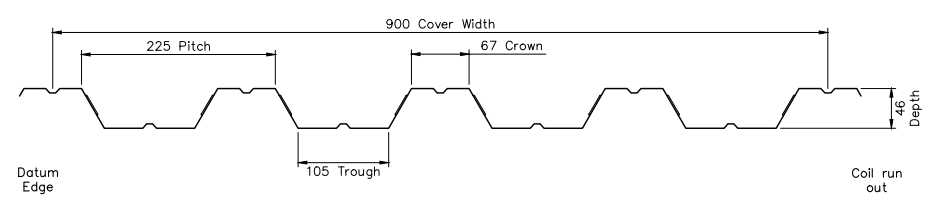 900 Cover Width
225 Pitch
67 Crown
46
Depth
105 Trough
Datum
Edge
Coil run
out